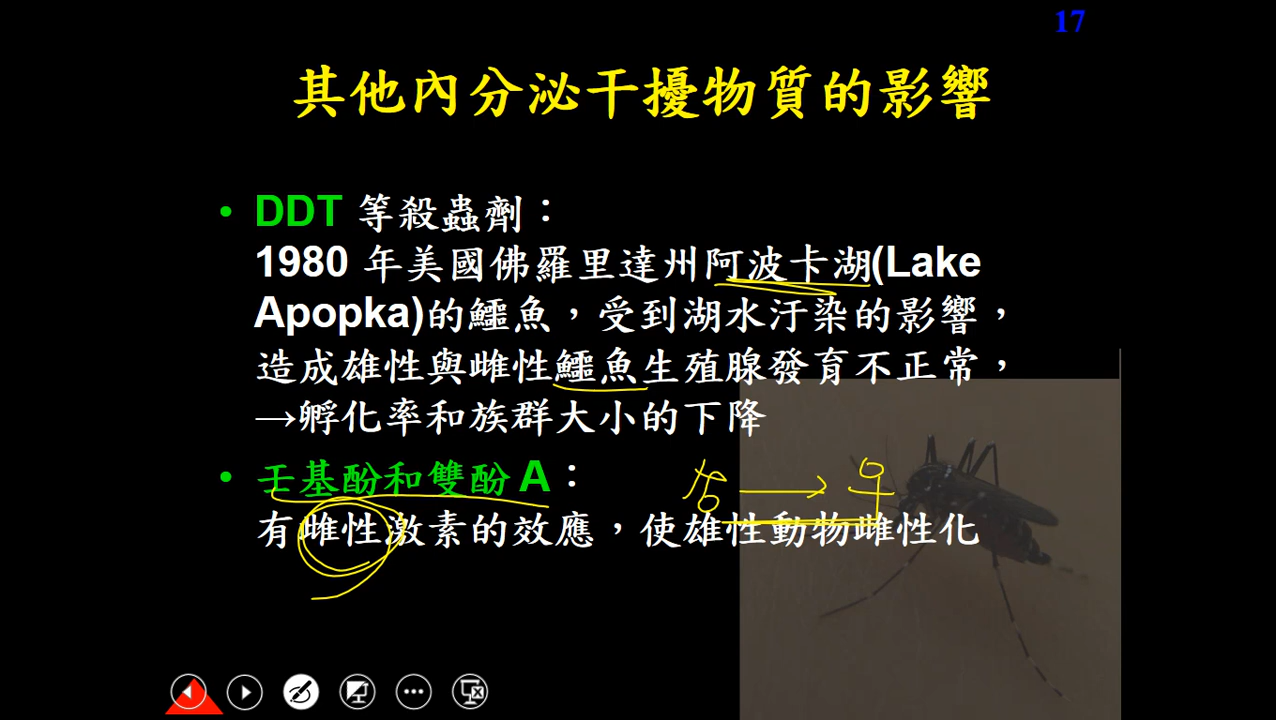 17
其他內分泌干擾物質的影響
• DDT 等殺蟲劑：
1980 年美國佛羅里達州阿波卡湖(Lake
Apopka)的鱷魚，受到湖水汙染的影響，
造成雄性與雌性鱷魚生殖腺發育不正常，
→孵化率和族群大小的下降
• 壬基酚和雙酚 A：
♂ → ♀
有雌性激素的效應，使雄性動物雌性化